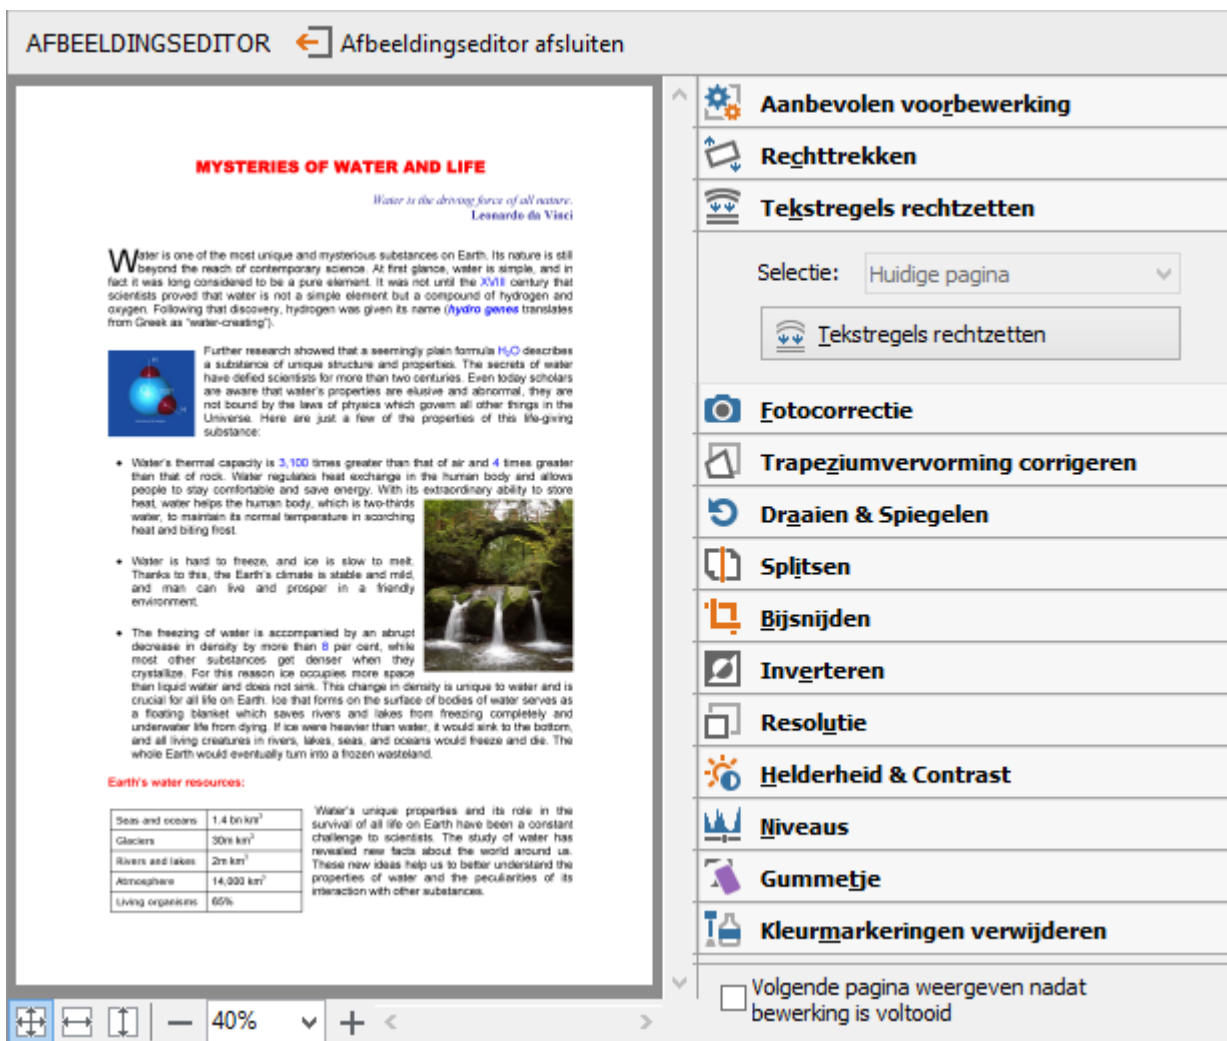 AFBEELDINGSEDITOR
Afbeeldingseditor afsluiten
MYSTERIES OF WATER AND LIFE
Water is the driving force of all nature.
Leonardo da Vinci
Water is one of the most unique and mysterious substances on Earth. Its nature is still
beyond the reach of contemporary science. At first glance, water is simple, and in
fact it was long considered to be a pure element. It was not until the XVIII century that
scientists proved that water is not a simple element but a compound of hydrogen and
oxygen. Following that discovery, hydrogen was given its name (hydro genes translates
from Greek as "water-creating").
Further research showed that a seemingly plain formula H₂O describes
a substance of unique structure and properties. The secrets of water
have defied scientists for more than two centuries. Even today scholars
are aware that water's properties are elusive and abnormal, they are
not bound by the laws of physics which govern all other things in the
Universe. Here are just a few of the properties of this life-giving
substance:
• Water's thermal capacity is 3,100 times greater than that of air and 4 times greater
than that of rock. Water regulates heat exchange in the human body and allows
people to stay comfortable and save energy. With its extraordinary ability to store
heat, water helps the human body, which is two-thirds
water, to maintain its normal temperature in scorching
heat and biting frost.
• Water is hard to freeze, and ice is slow to melt.
Thanks to this, the Earth's climate is stable and mild,
and man can live and prosper in a friendly
environment.
• The freezing of water is accompanied by an abrupt
decrease in density by more than 8 per cent, while
most other substances get denser when they
crystallize. For this reason ice occupies more space
than liquid water and does not sink. This change in density is unique to water and is
crucial for all life on Earth. Ice that forms on the surface of bodies of water serves as
a floating blanket which saves rivers and lakes from freezing completely and
underwater life from dying. If ice were heavier than water, it would sink to the bottom,
and all living creatures in rivers, lakes, seas, and oceans would freeze and die. The
whole Earth would eventually turn into a frozen wasteland.
Earth's water resources:
Seas and oceans 1.4 bn km³
Glaciers 30m km³
Rivers and lakes 2m km³
Atmosphere 14,000 km³
Living organisms 65%
Water's unique properties and its role in the
survival of all life on Earth have been a constant
challenge to scientists. The study of water has
revealed new facts about the world around us.
These new ideas help us to better understand the
properties of water and the peculiarities of its
interaction with other substances.
40%
Aanbevolen voorbewerking
Rechttrekken
Tekstregels rechtzetten
Selectie: Huidige pagina
Tekstregels rechtzetten
Fotocorrectie
Trapeziumvervorming corrigeren
Draaien & Spiegelen
Splitsen
Bijsnijden
Inverteren
Resolutie
Helderheid & Contrast
Niveaus
Gummetje
Kleurmarkeringen verwijderen
Volgende pagina weergeven nadat
bewerking is voltooid